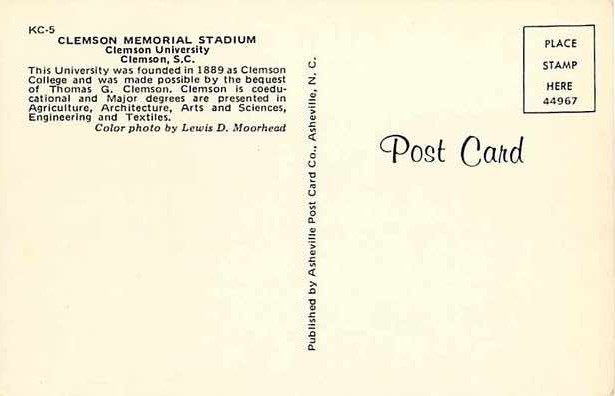 KC-5
CLEMSON MEMORIAL STADIUM
Clemson University
Clemson, S.C.
This University was founded in 1889 as Clemson
College and was made possible by the bequest
of Thomas G. Clemson. Clemson is coedu-
cational and Major degrees are presented in
Agriculture, Architecture, Arts and Sciences,
Engineering and Textiles.
Color photo by Lewis D. Moorhead
Published by Asheville Post Card Co., Asheville, N. C.
PLACE
STAMP
HERE
44967
Post Card